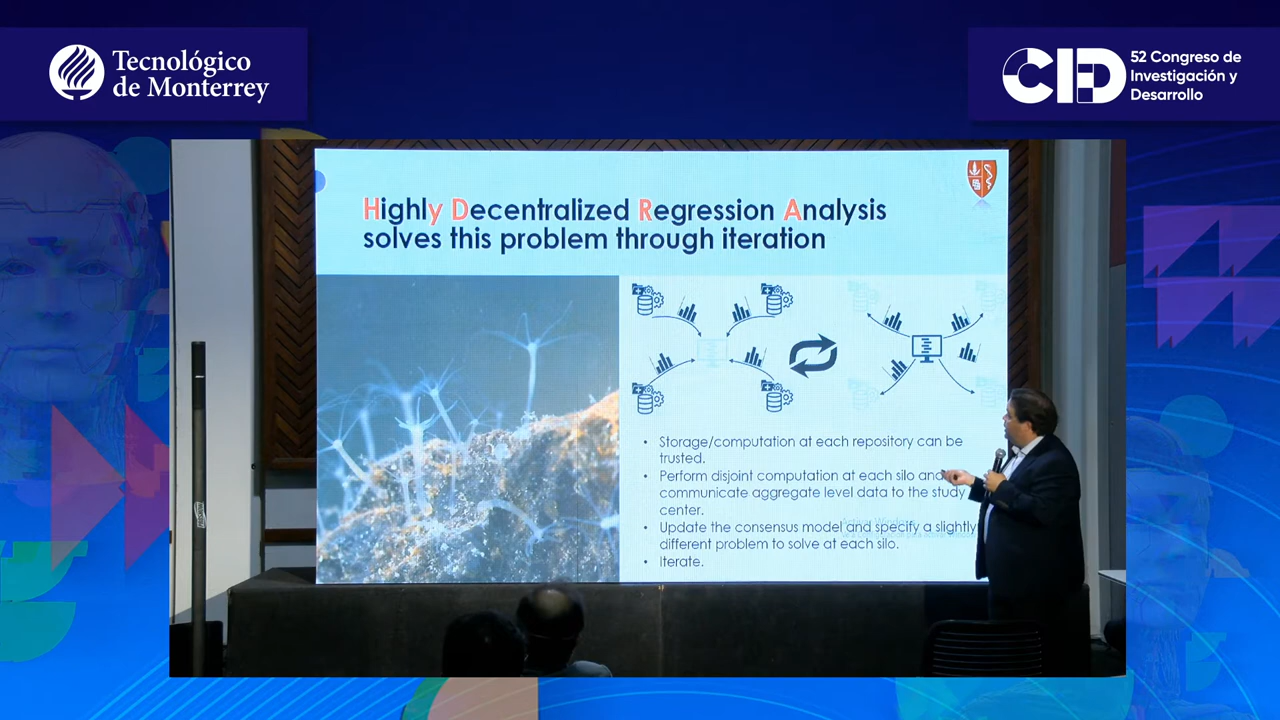 Tecnológico
de Monterrey
CID
52 Congreso de
Investigación y
Desarrollo
Highly Decentralized Regression Analysis
solves this problem through iteration
• Storage/computation at each repository can be
trusted.
• Perform disjoint computation at each silo and
communicate aggregate level data to the study
center.
• Update the consensus model and specify a slightly
different problem to solve at each silo.
• Iterate.